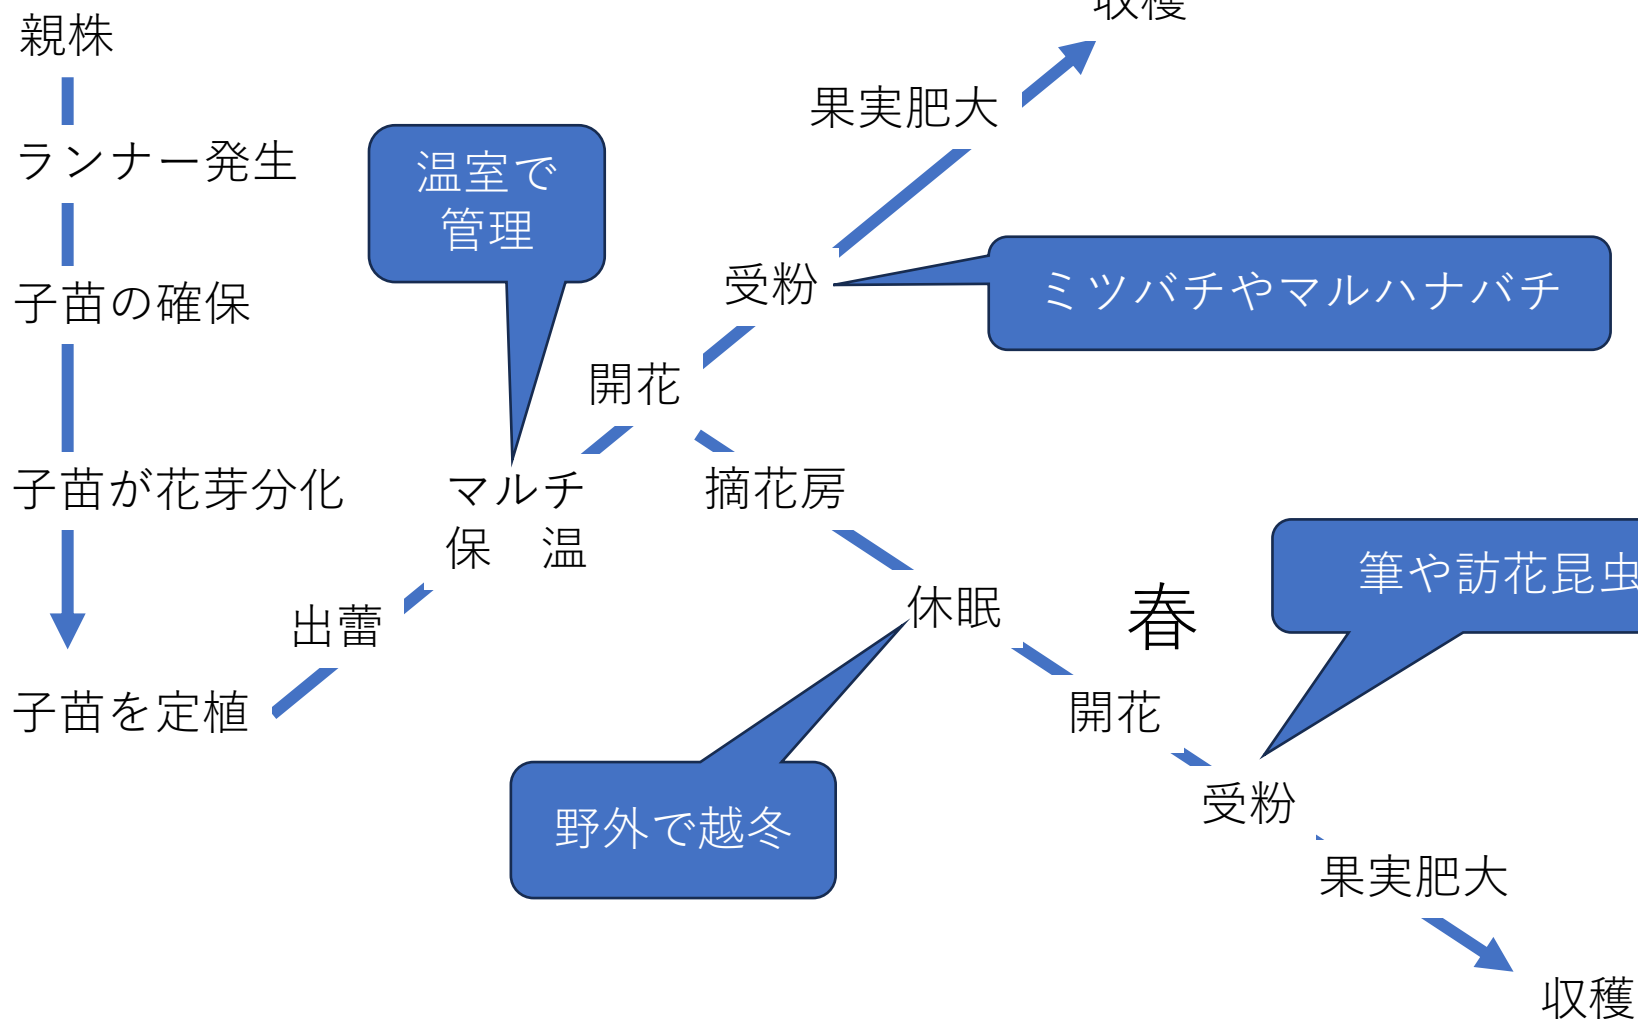 親株
ランナー発生
子苗の確保
子苗が花芽分化
子苗を定植
出蕾
温室で
管理
マルチ
保　温
開花
受粉
ミツバチやマルハナバチ
果実肥大
収穫
摘花房
休眠
野外で越冬
春
開花
筆や訪花昆虫
受粉
果実肥大
収穫